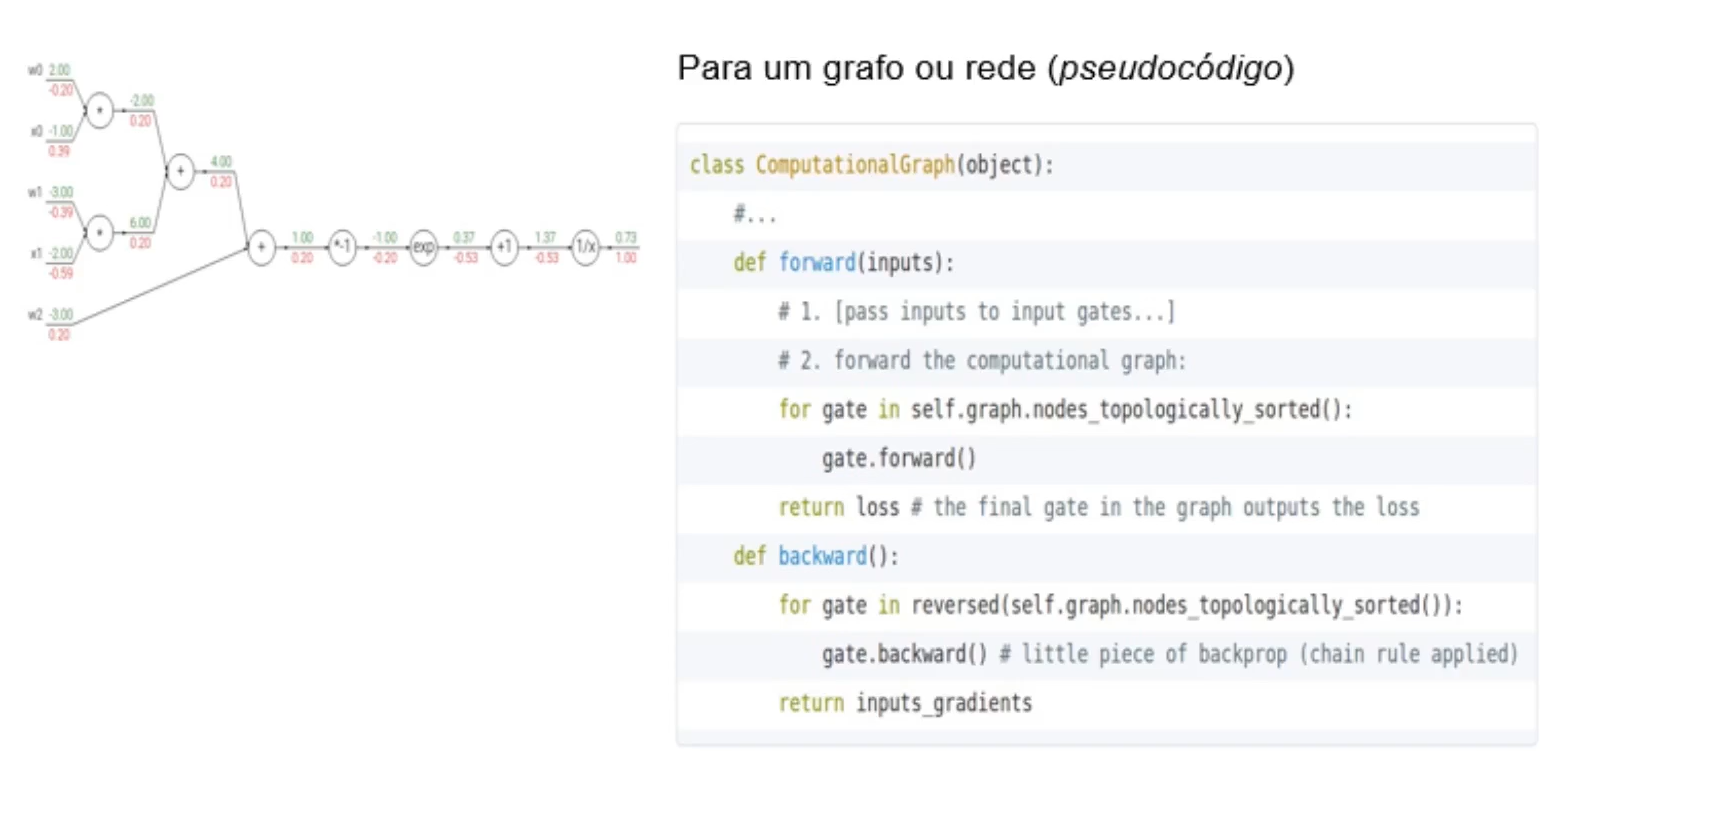 Para um grafo ou rede (pseudocódigo)
w0 2.00
-0.20
-2.00
0.20
x0 -1.00
0.39
4.00
0.20
w1 -3.00
-0.39
6.00
0.20
x1 -2.00
-0.59
w2 -3.00
0.20
*
*
+
+
1.00
0.20
*-1
-1.00
-0.20
exp
0.37
-0.53
+1
1.37
-0.53
1/x
0.73
1.00
class ComputationalGraph(object):
#...
def forward(inputs):
# 1. [pass inputs to input gates...]
# 2. forward the computational graph:
for gate in self.graph.nodes_topologically_sorted():
gate.forward()
return loss # the final gate in the graph outputs the loss
def backward():
for gate in reversed(self.graph.nodes_topologically_sorted()):
gate.backward() # little piece of backprop (chain rule applied)
return inputs_gradients